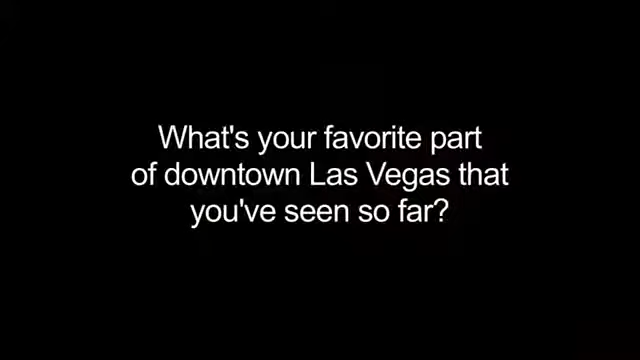 What's your favorite part
of downtown Las Vegas that
you've seen so far?